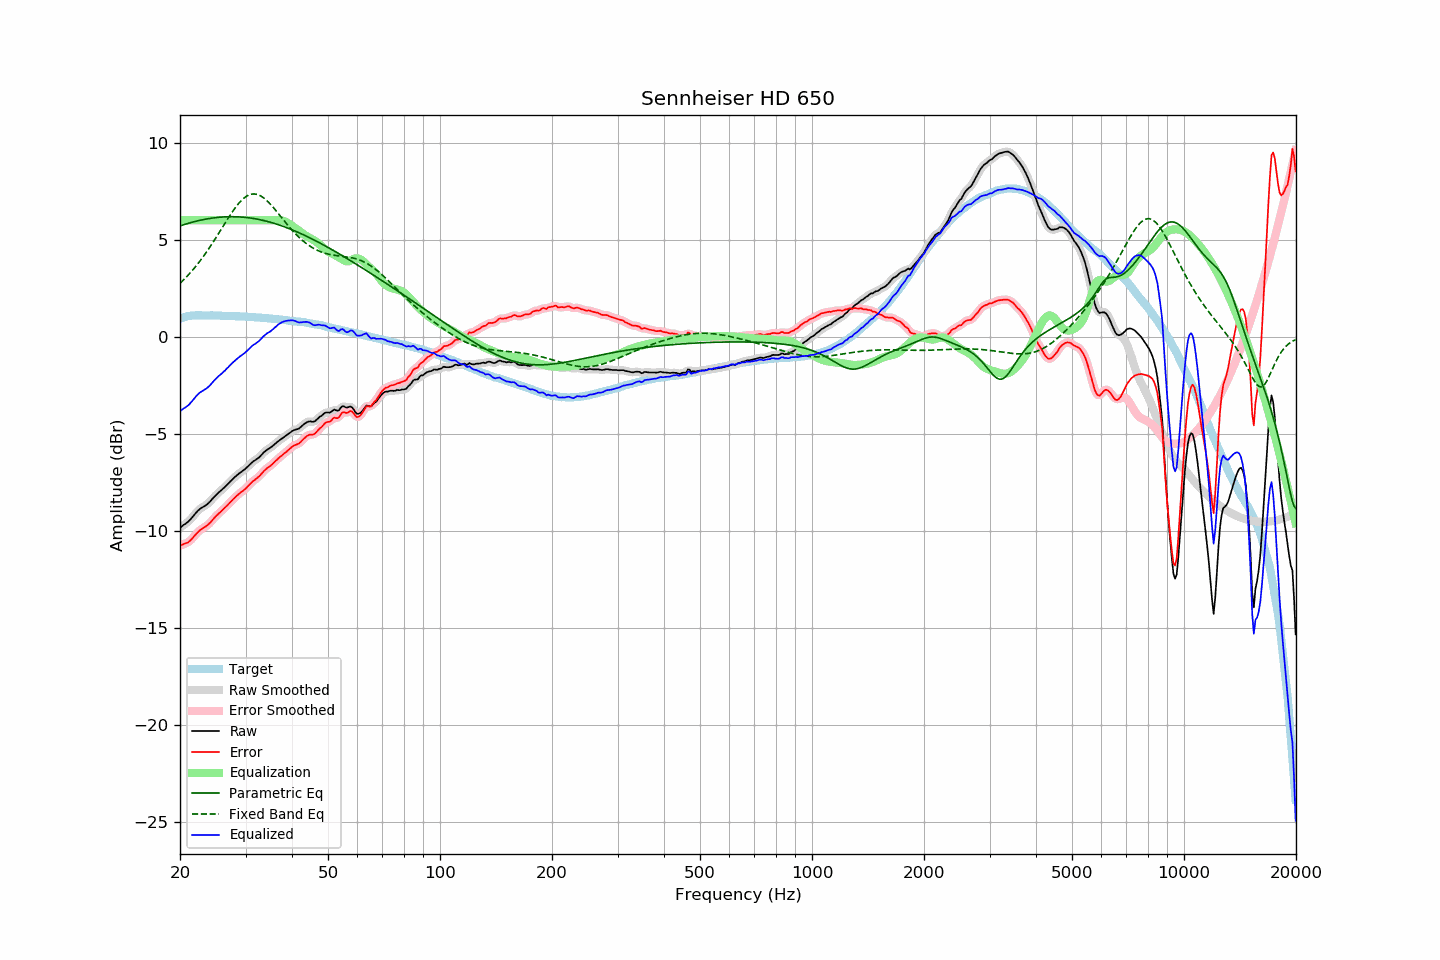 Sennheiser HD 650
Amplitude (dBr)
10
5
0
−5
−10
−15
−20
−25
Target
Raw Smoothed
Error Smoothed
Raw
Error
Equalization
Parametric Eq
Fixed Band Eq
Equalized
20 50 100 200 500 1000 2000 5000 10000 20000
Frequency (Hz)